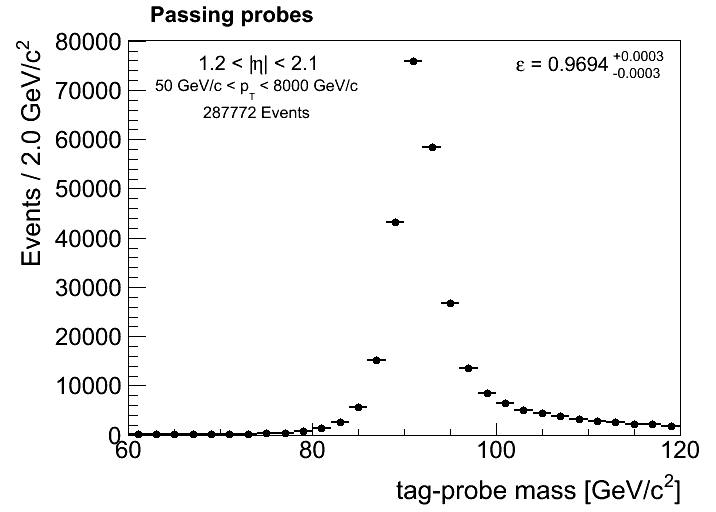 Passing probes
1.2 < |η| < 2.1
50 GeV/c < p_T < 8000 GeV/c
287772 Events
ε = 0.9694 +0.0003 -0.0003
Events / 2.0 GeV/c²
80000
70000
60000
50000
40000
30000
20000
10000
0
60 80 100 120
tag-probe mass [GeV/c²]